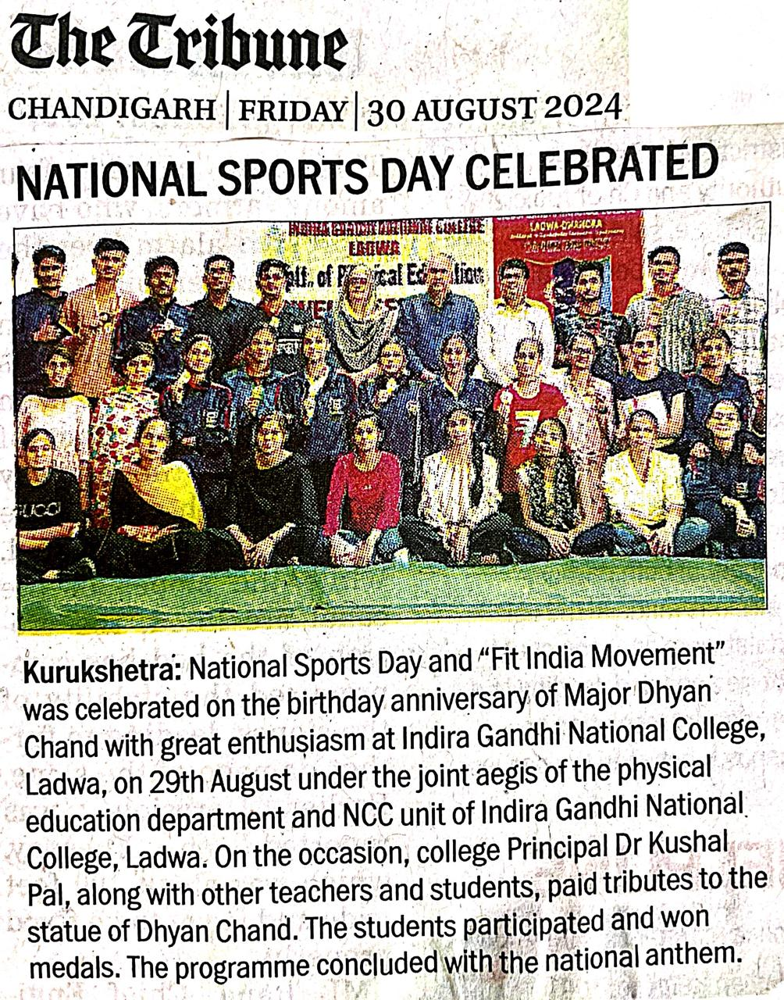 The Tribune
CHANDIGARH | FRIDAY | 30 AUGUST 2024
NATIONAL SPORTS DAY CELEBRATED
INDIRA GANDHI NATIONAL COLLEGE
LADWA
of Physical Education
LADWA-DHANORA
UCCI
Kurukshetra: National Sports Day and “Fit India Movement”
was celebrated on the birthday anniversary of Major Dhyan
Chand with great enthusiasm at Indira Gandhi National College,
Ladwa, on 29th August under the joint aegis of the physical
education department and NCC unit of Indira Gandhi National
College, Ladwa. On the occasion, college Principal Dr Kushal
Pal, along with other teachers and students, paid tributes to the
statue of Dhyan Chand. The students participated and won
medals. The programme concluded with the national anthem.